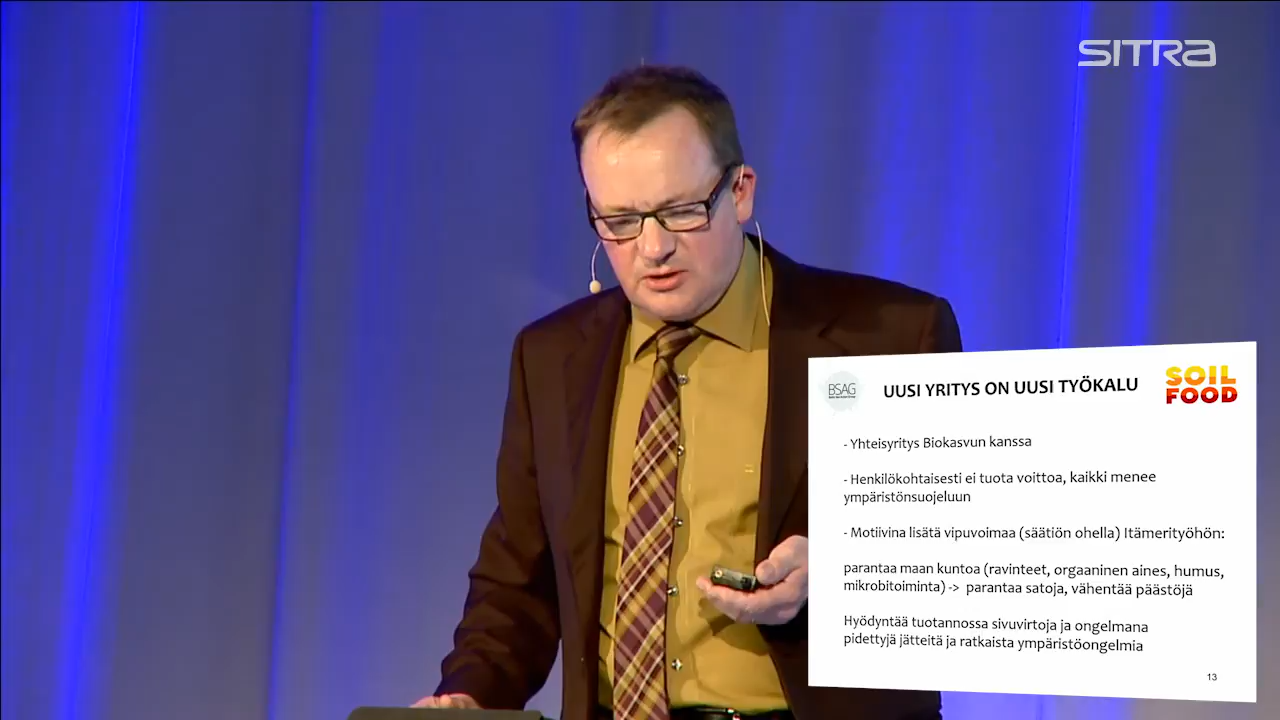 SITRA
BSAG
UUSI YRITYS ON UUSI TYÖKALU
SOIL
FOOD
- Yhteisyritys Biokasvun kanssa
- Henkilökohtaisesti ei tuota voittoa, kaikki menee
ympäristönsuojeluun
- Motiivina lisätä vipuvoimaa (säätiön ohella) Itämerityöhön:
parantaa maan kuntoa (ravinteet, orgaaninen aines, humus,
mikrobitoiminta) -> parantaa satoja, vähentää päästöjä
Hyödyntää tuotannossa sivuvirtoja ja ongelmana
pidettyjä jätteitä ja ratkaista ympäristöongelmia
13